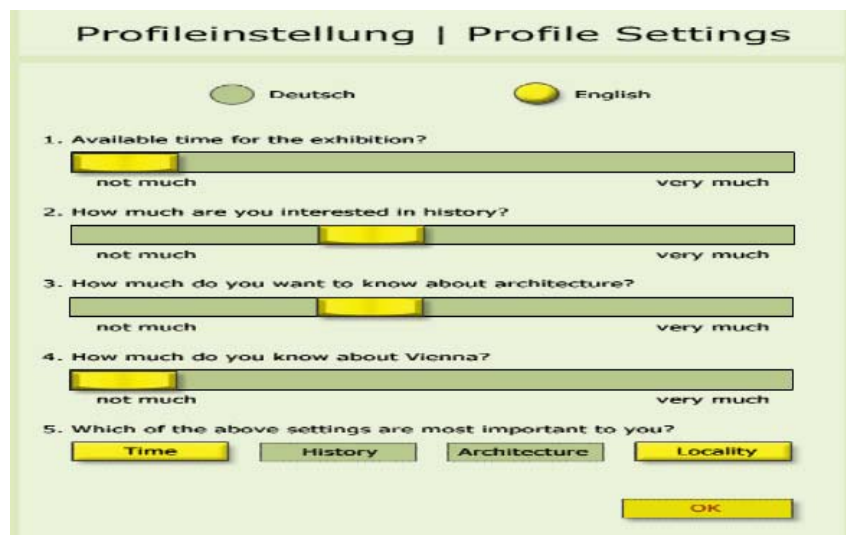 Profileinstellung | Profile Settings
Deutsch English
1. Available time for the exhibition?
not much very much
2. How much are you interested in history?
not much very much
3. How much do you want to know about architecture?
not much very much
4. How much do you know about Vienna?
not much very much
5. Which of the above settings are most important to you?
Time History Architecture Locality
OK